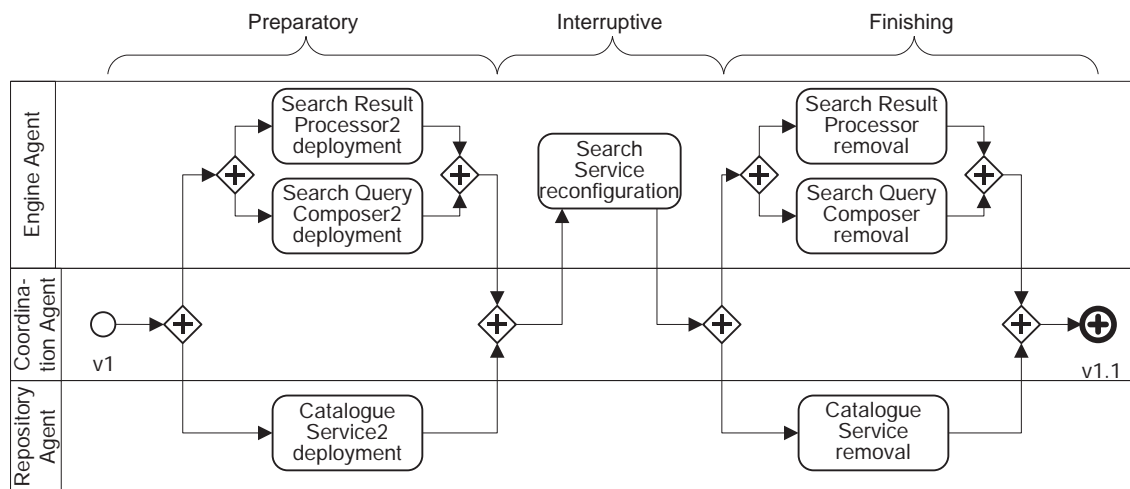 Preparatory
Interruptive
Finishing
Engine Agent
Search Result
Processor2
deployment
Search Query
Composer2
deployment
Search
Service
reconfiguration
Search Result
Processor
removal
Search Query
Composer
removal
Coordina-
tion Agent
v1
v1.1
Repository
Agent
Catalogue
Service2
deployment
Catalogue
Service
removal